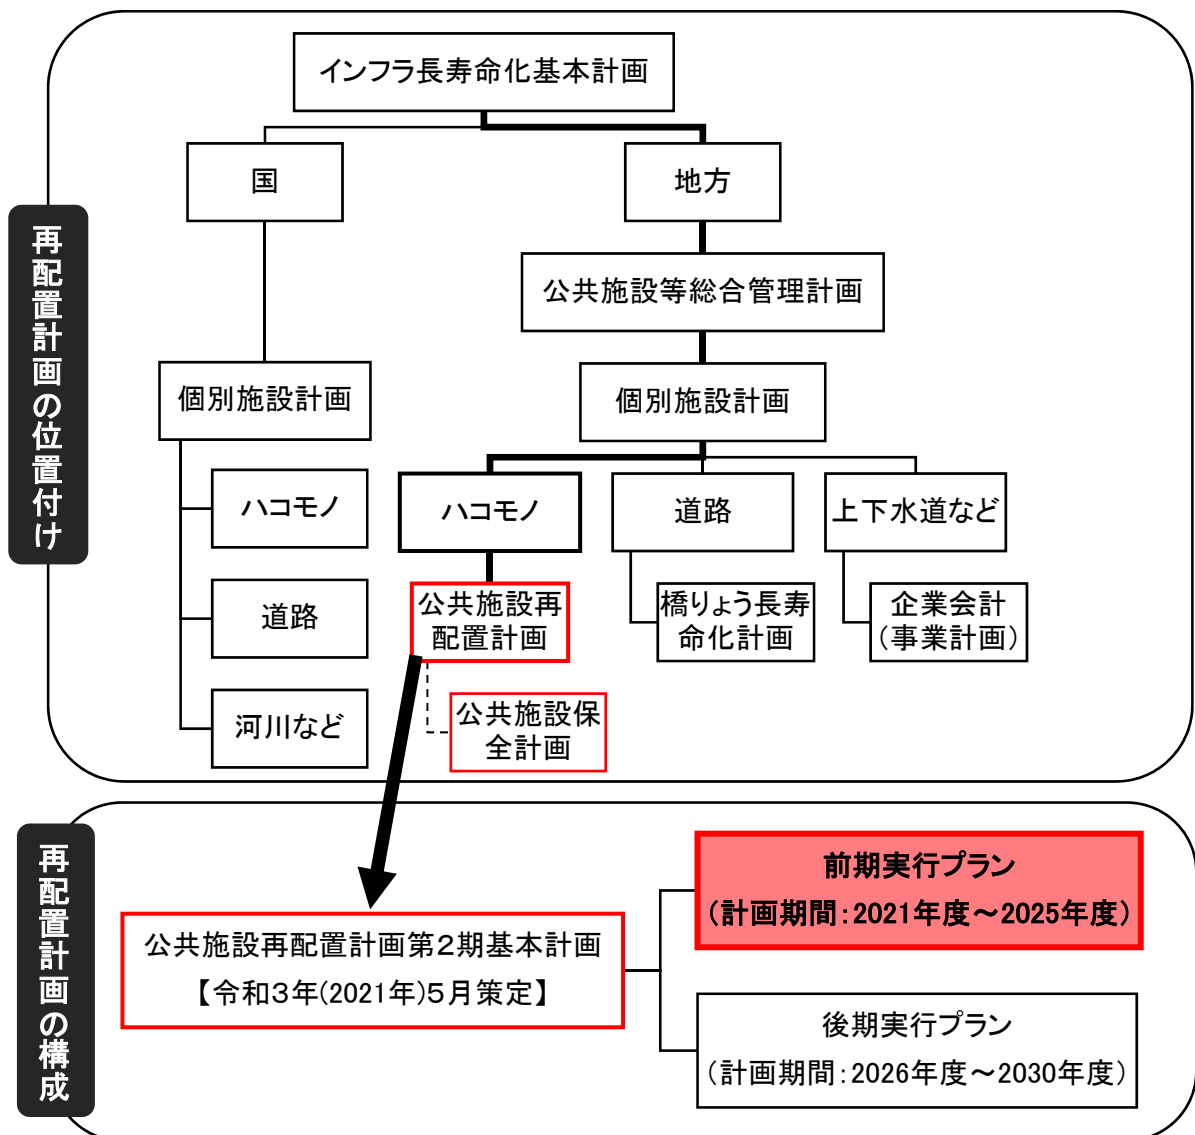 再配置計画の位置付け
インフラ長寿命化基本計画
国
地方
公共施設等総合管理計画
個別施設計画
個別施設計画
ハコモノ
道路
河川など
ハコモノ
道路
上下水道など
公共施設再
配置計画
橋りょう長寿
命化計画
企業会計
(事業計画)
公共施設保
全計画
再配置計画の構成
公共施設再配置計画第2期基本計画
【令和3年(2021年)5月策定】
前期実行プラン
(計画期間:2021年度~2025年度)
後期実行プラン
(計画期間:2026年度~2030年度)